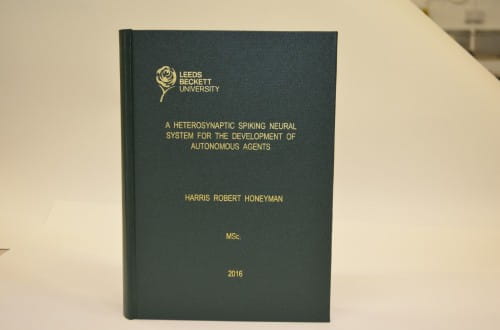 LEEDS
BECKETT
UNIVERSITY
A HETEROSYNAPTIC SPIKING NEURAL
SYSTEM FOR THE DEVELOPMENT OF
AUTONOMOUS AGENTS
HARRIS ROBERT HONEYMAN
MSc.
2016